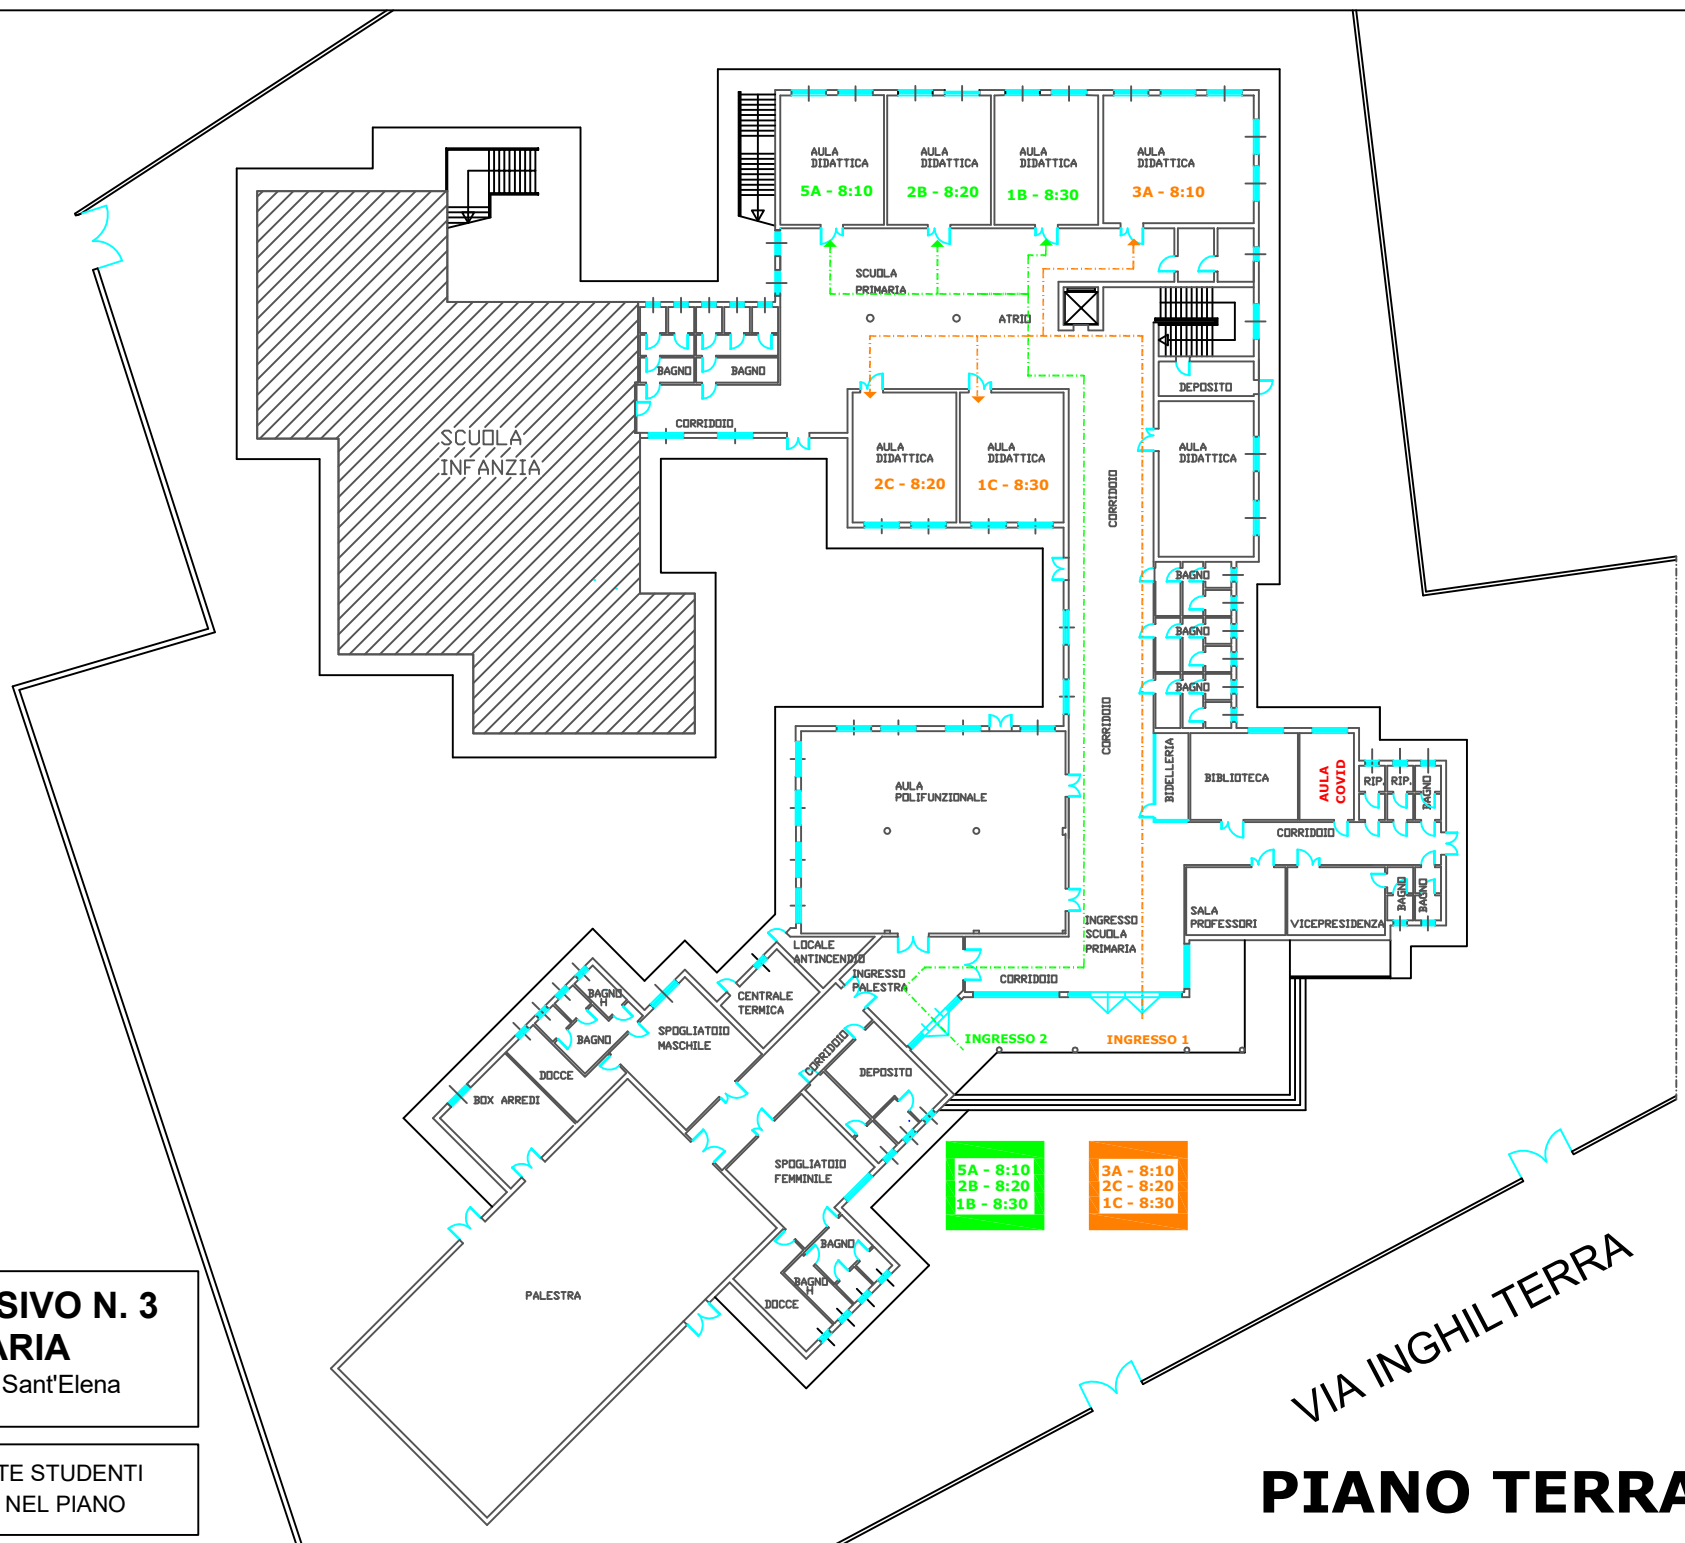 AULA
DIDATTICA
5A - 8:10
AULA
DIDATTICA
2B - 8:20
AULA
DIDATTICA
1B - 8:30
AULA
DIDATTICA
3A - 8:10
SCUOLA
PRIMARIA
ATRIO
BAGNO
BAGNO
CORRIDOIO
DEPOSITO
SCUOLA
INFANZIA
AULA
DIDATTICA
2C - 8:20
AULA
DIDATTICA
1C - 8:30
CORRIDOIO
AULA
DIDATTICA
BAGNO
BAGNO
BAGNO
CORRIDOIO
BIDELLERIA
BIBLIOTECA
AULA
COVID
RIP.
RIP.
BAGNO
AULA
POLIFUNZIONALE
CORRIDOIO
SALA
PROFESSORI
VICEPRESIDENZA
BAGNO
BAGNO
INGRESSO
SCUOLA
PRIMARIA
LOCALE
ANTINCENDIO
INGRESSO
PALESTRA
CORRIDOIO
CENTRALE
TERMICA
BAGNO
H
SPOGLIATOIO
MASCHILE
BAGNO
CORRIDOIO
INGRESSO 2
INGRESSO 1
DOCCE
DEPOSITO
BOX ARREDI
SPOGLIATOIO
FEMMINILE
5A - 8:10
2B - 8:20
1B - 8:30
3A - 8:10
2C - 8:20
1C - 8:30
BAGNO
BAGNO
H
DOCCE
PALESTRA
VIA INGHILTERRA
SIVO N. 3
ARIA
Sant'Elena
TE STUDENTI
NEL PIANO
PIANO TERRA